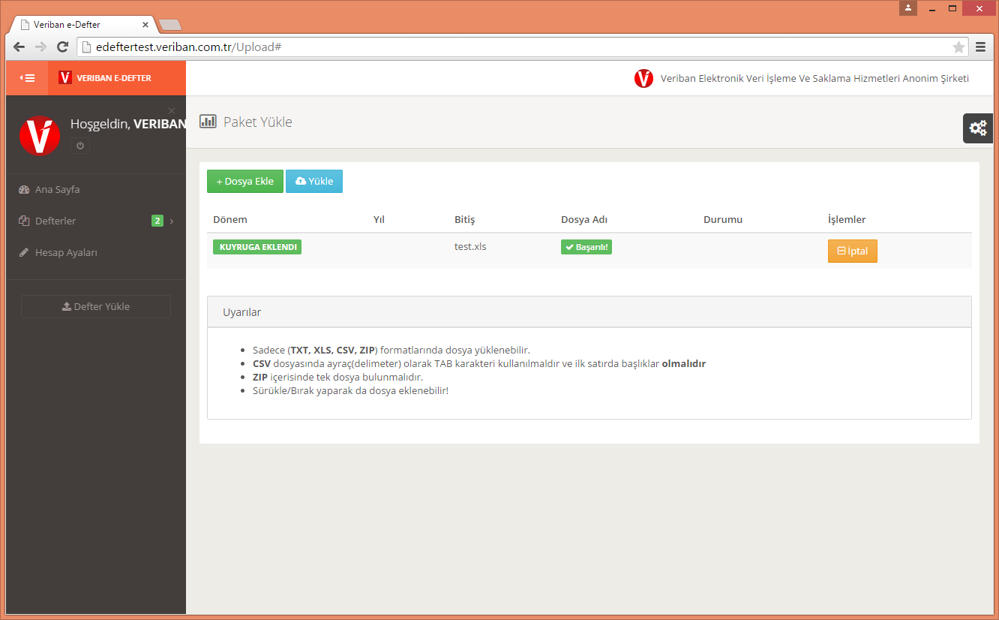 Veriban e-Defter
edeftertest.veriban.com.tr/Upload#
VERIBAN E-DEFTER
Veriban Elektronik Veri İşleme Ve Saklama Hizmetleri Anonim Şirketi
Hoşgeldin, VERIBAN
Paket Yükle
Ana Sayfa
Defterler 2
Hesap Ayaları
Defter Yükle
+ Dosya Ekle Yükle
Dönem Yıl Bitiş Dosya Adı Durumu İşlemler
KUYRUGA EKLENDI test.xls Başarılı! İptal
Uyarılar
Sadece (TXT, XLS, CSV, ZIP) formatlarında dosya yüklenebilir.
CSV dosyasında ayraç(delimeter) olarak TAB karakteri kullanılmaldır ve ilk satırda başlıklar olmalıdır
ZIP içerisinde tek dosya bulunmalıdır.
Sürükle/Bırak yaparak da dosya eklenebilir!